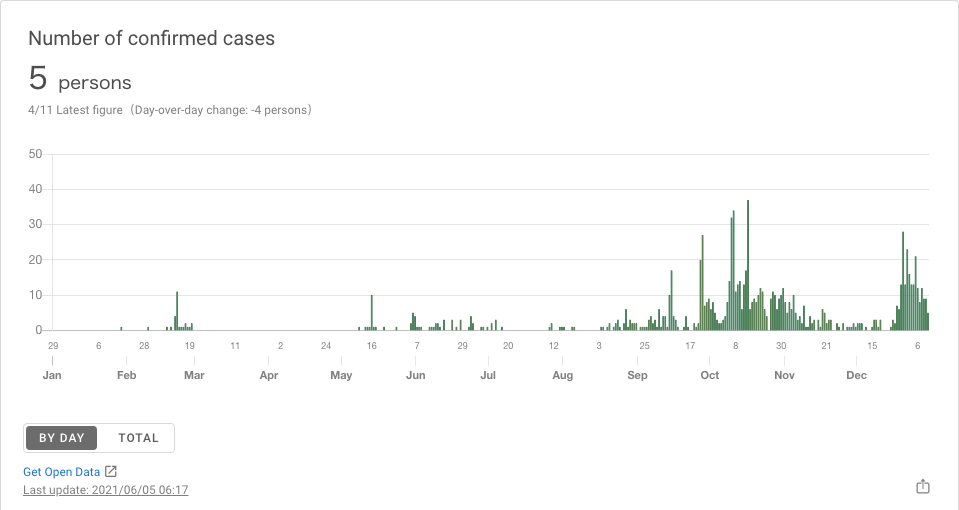 Number of confirmed cases
5 persons
4/11 Latest figure（Day-over-day change: -4 persons）
50
40
30
20
10
0
29 6 28 19 11 2 24 16 7 29 20 12 3 25 17 8 30 21 15 6
Jan Feb Mar Apr May Jun Jul Aug Sep Oct Nov Dec
BY DAY TOTAL
Get Open Data
Last update: 2021/06/05 06:17